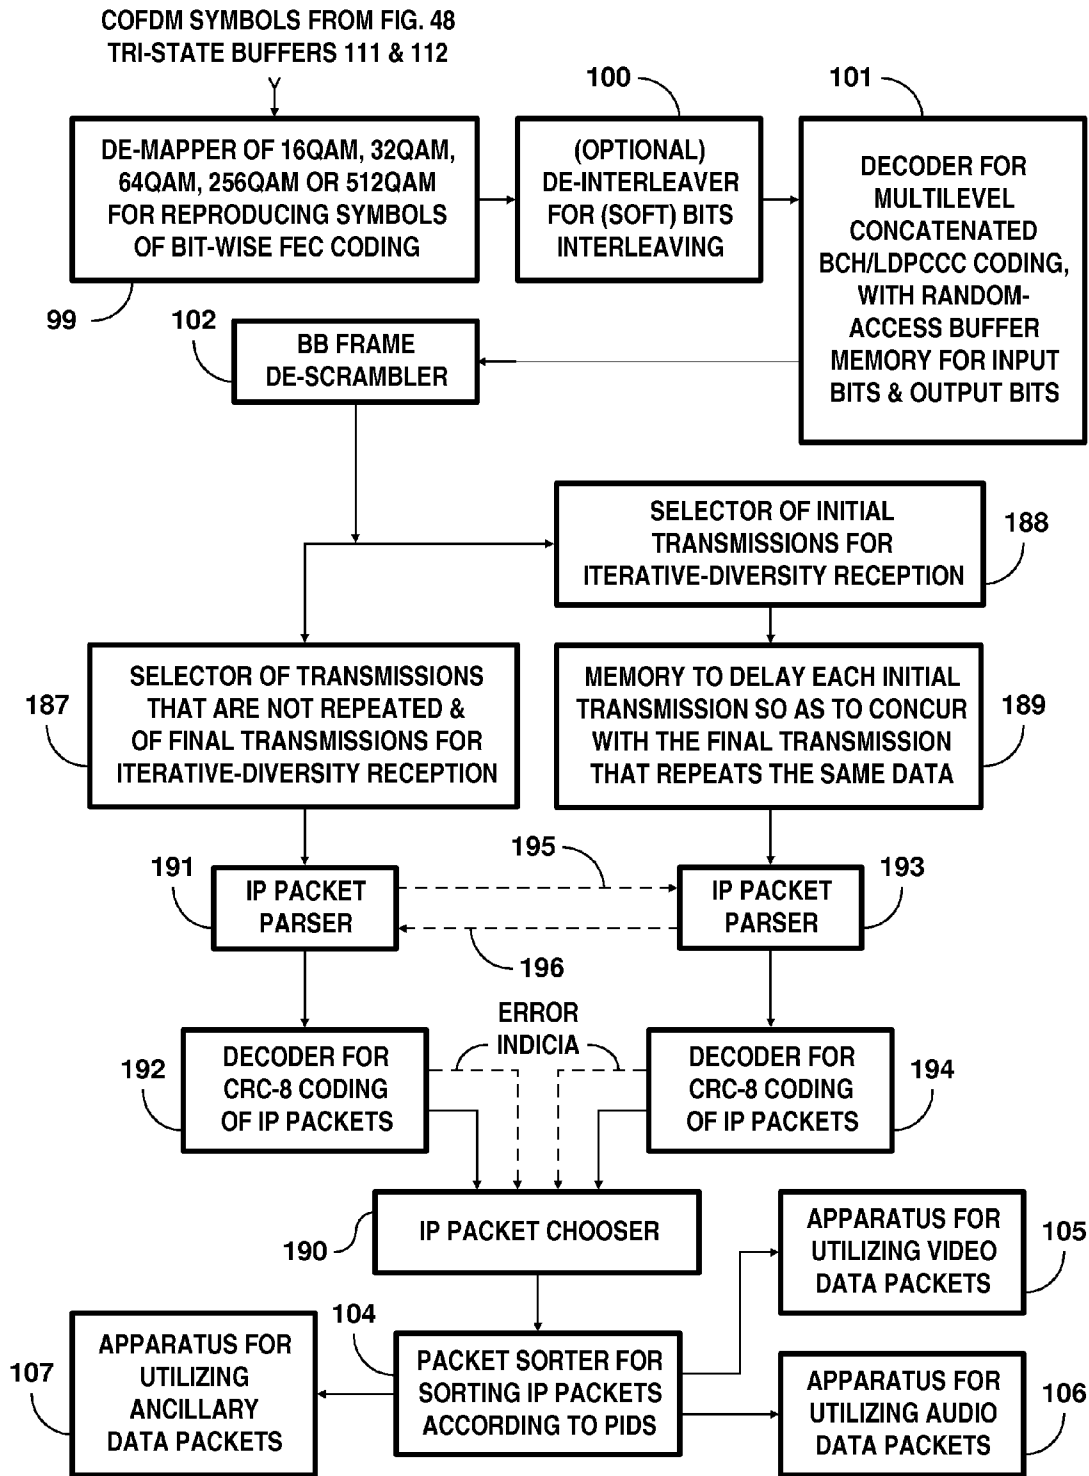 COFDM SYMBOLS FROM FIG. 48
TRI-STATE BUFFERS 111 & 112
100
101
DE-MAPPER OF 16QAM, 32QAM,
64QAM, 256QAM OR 512QAM
FOR REPRODUCING SYMBOLS
OF BIT-WISE FEC CODING
(OPTIONAL)
DE-INTERLEAVER
FOR (SOFT) BITS
INTERLEAVING
DECODER FOR
MULTILEVEL
CONCATENATED
BCH/LDPCCC CODING,
WITH RANDOM-
ACCESS BUFFER
MEMORY FOR INPUT
BITS & OUTPUT BITS
99
102
BB FRAME
DE-SCRAMBLER
SELECTOR OF INITIAL
TRANSMISSIONS FOR
ITERATIVE-DIVERSITY RECEPTION
188
187
SELECTOR OF TRANSMISSIONS
THAT ARE NOT REPEATED &
OF FINAL TRANSMISSIONS FOR
ITERATIVE-DIVERSITY RECEPTION
MEMORY TO DELAY EACH INITIAL
TRANSMISSION SO AS TO CONCUR
WITH THE FINAL TRANSMISSION
THAT REPEATS THE SAME DATA
189
191
IP PACKET
PARSER
195
196
IP PACKET
PARSER
193
192
DECODER FOR
CRC-8 CODING
OF IP PACKETS
ERROR
INDICIA
DECODER FOR
CRC-8 CODING
OF IP PACKETS
194
190
IP PACKET CHOOSER
APPARATUS FOR
UTILIZING VIDEO
DATA PACKETS
105
107
APPARATUS FOR
UTILIZING
ANCILLARY
DATA PACKETS
104
PACKET SORTER FOR
SORTING IP PACKETS
ACCORDING TO PIDS
APPARATUS FOR
UTILIZING AUDIO
DATA PACKETS
106